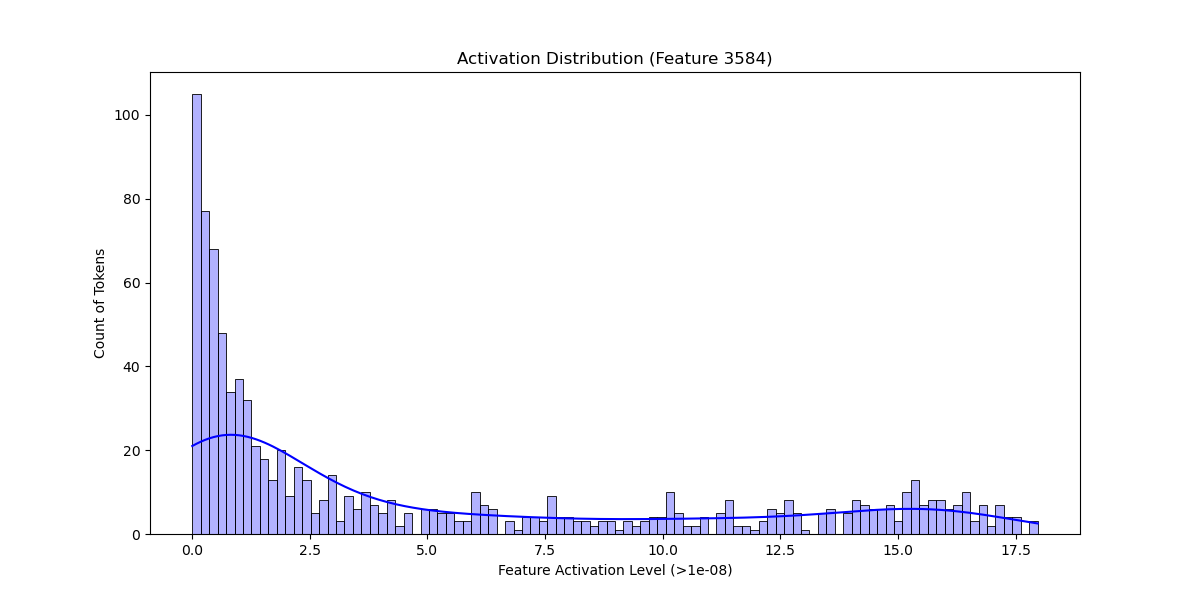 Activation Distribution (Feature 3584)
Count of Tokens
100
80
60
40
20
0
0.0 2.5 5.0 7.5 10.0 12.5 15.0 17.5
Feature Activation Level (>1e-08)